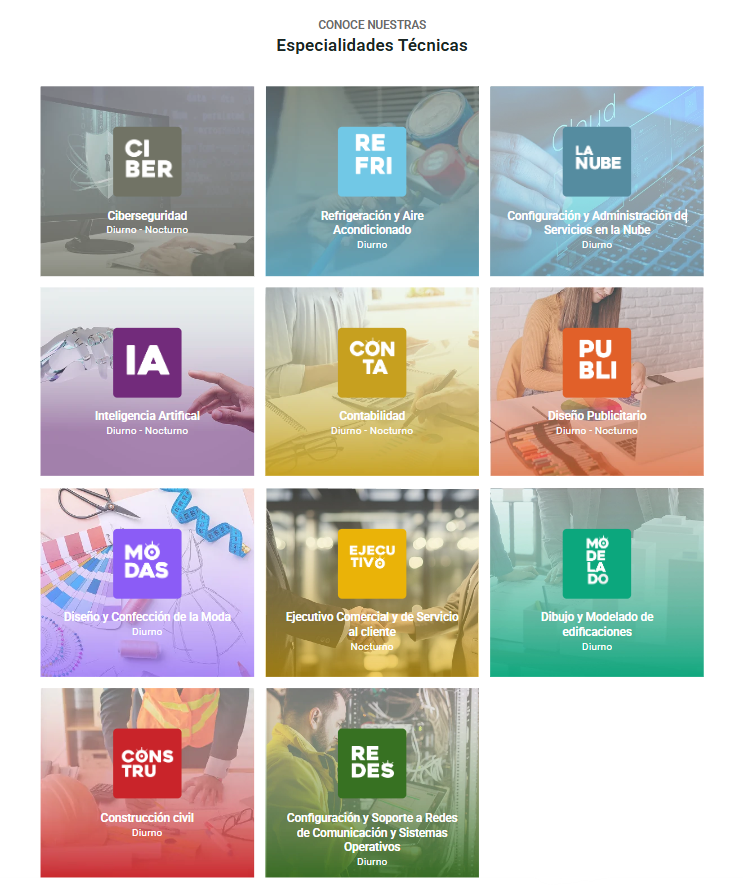 CONOCE NUESTRAS
Especialidades Técnicas
CI
BER
Ciberseguridad
Diurno - Nocturno
RE
FRI
Refrigeración y Aire
Acondicionado
Diurno
Cloud
LA
NUBE
Configuración y Administración de
Servicios en la Nube
Diurno
IA
Inteligencia Artifical
Diurno - Nocturno
CON
TA
Contabilidad
Diurno - Nocturno
PU
BLI
Diseño Publicitario
Diurno - Nocturno
MO
DAS
Diseño y Confección de la Moda
Diurno
EJECU
TIVO
Ejecutivo Comercial y de Servicio
al cliente
Nocturno
MO
DE
LA
DO
Dibujo y Modelado de
edificaciones
Diurno
CONS
TRU
Construcción civil
Diurno
RE
DES
Configuración y Soporte a Redes
de Comunicación y Sistemas
Operativos
Diurno